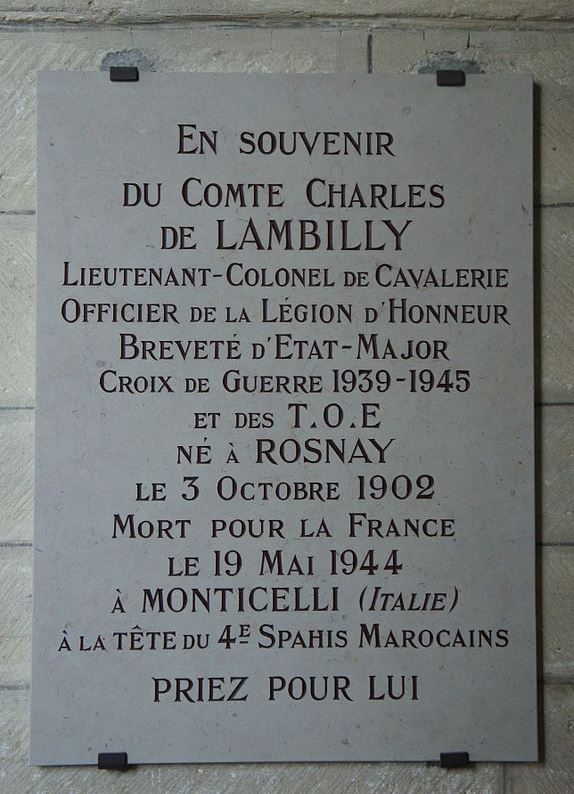 EN SOUVENIR
DU COMTE CHARLES
DE LAMBILLY
LIEUTENANT-COLONEL DE CAVALERIE
OFFICIER DE LA LÉGION D'HONNEUR
BREVETÉ D'ETAT-MAJOR
CROIX DE GUERRE 1939-1945
ET DES T.O.E
NÉ À ROSNAY
LE 3 OCTOBRE 1902
MORT POUR LA FRANCE
LE 19 MAI 1944
À MONTICELLI (ITALIE)
À LA TÊTE DU 4E SPAHIS MAROCAINS
PRIEZ POUR LUI